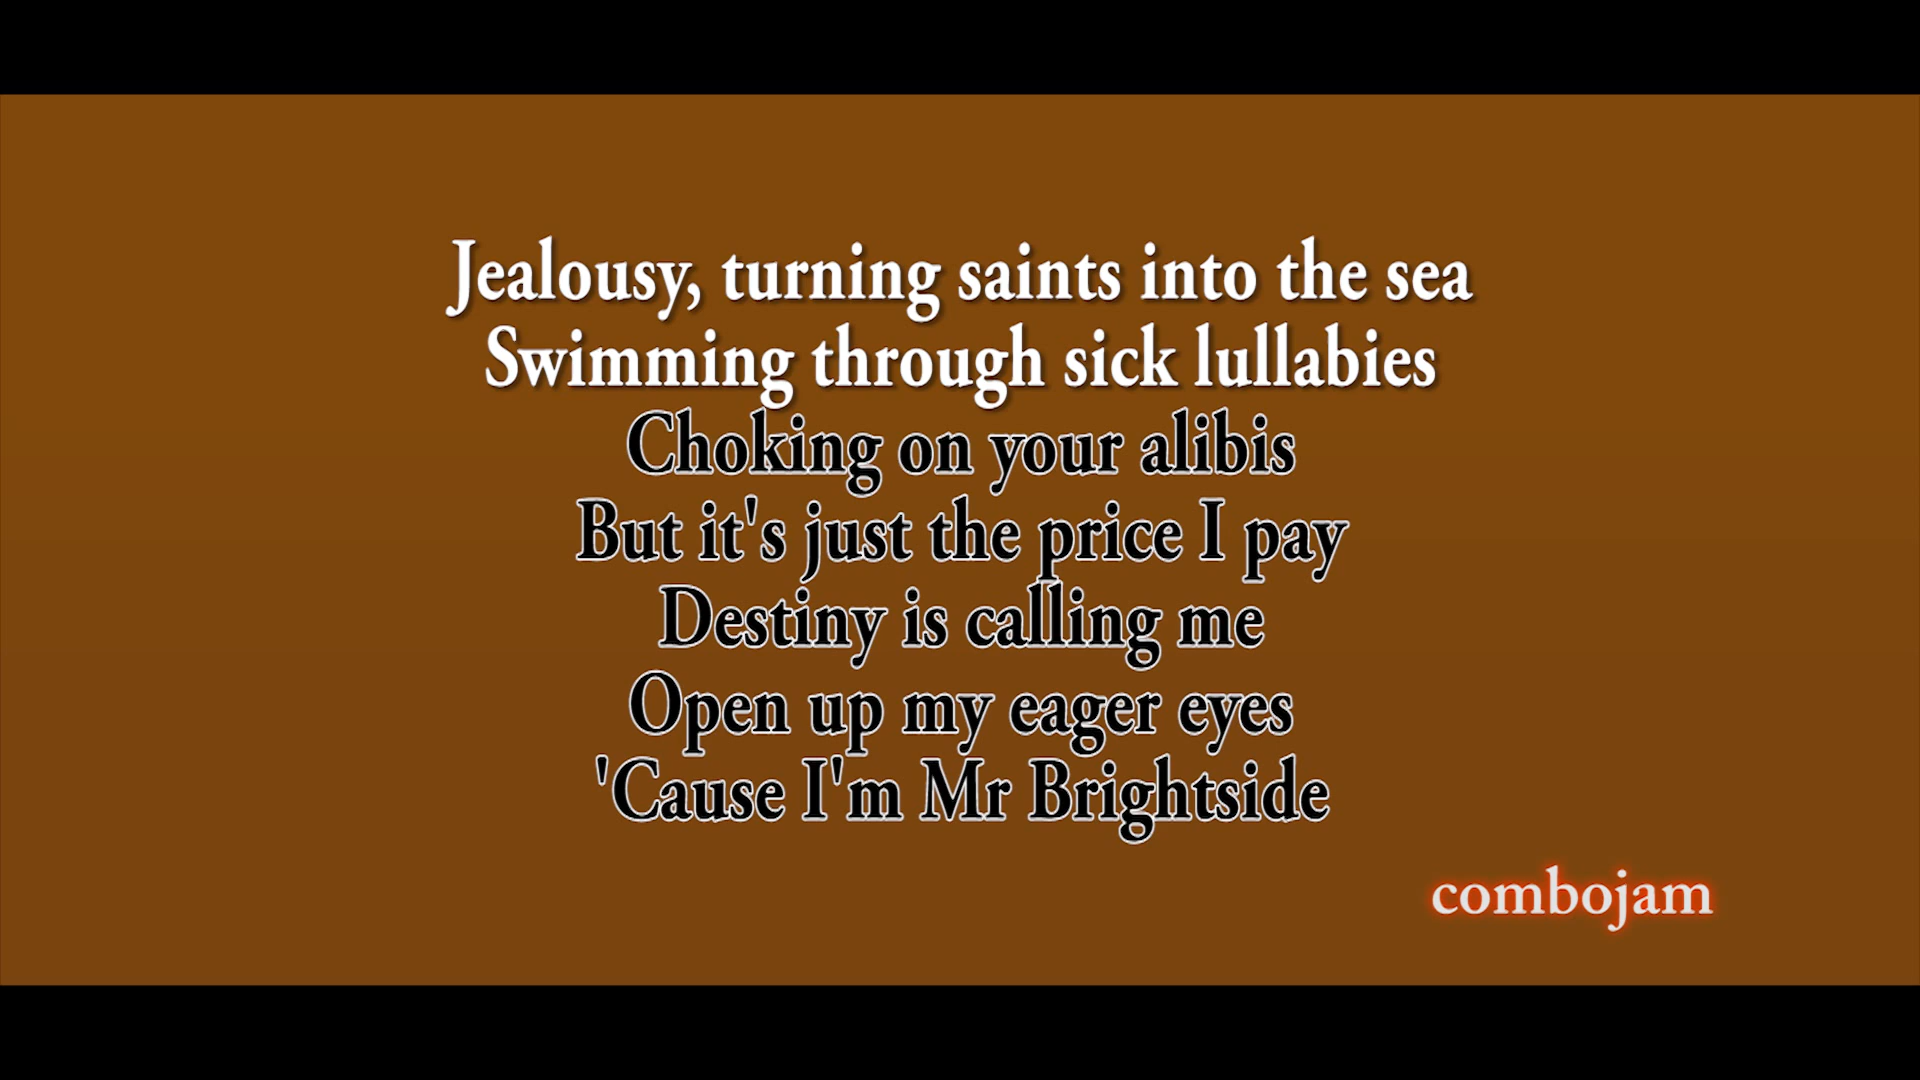 Jealousy, turning saints into the sea
Swimming through sick lullabies
Choking on your alibis
But it's just the price I pay
Destiny is calling me
Open up my eager eyes
'Cause I'm Mr Brightside
combojam